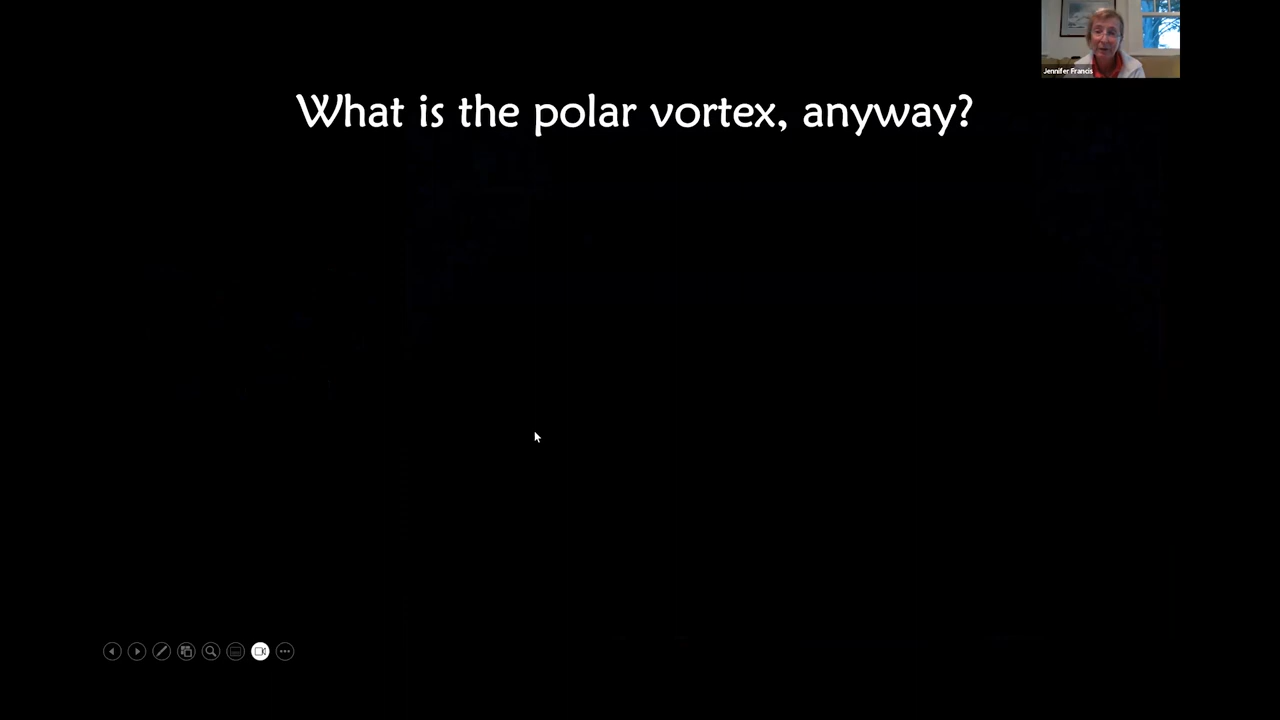 Jennifer Francis
What is the polar vortex, anyway?